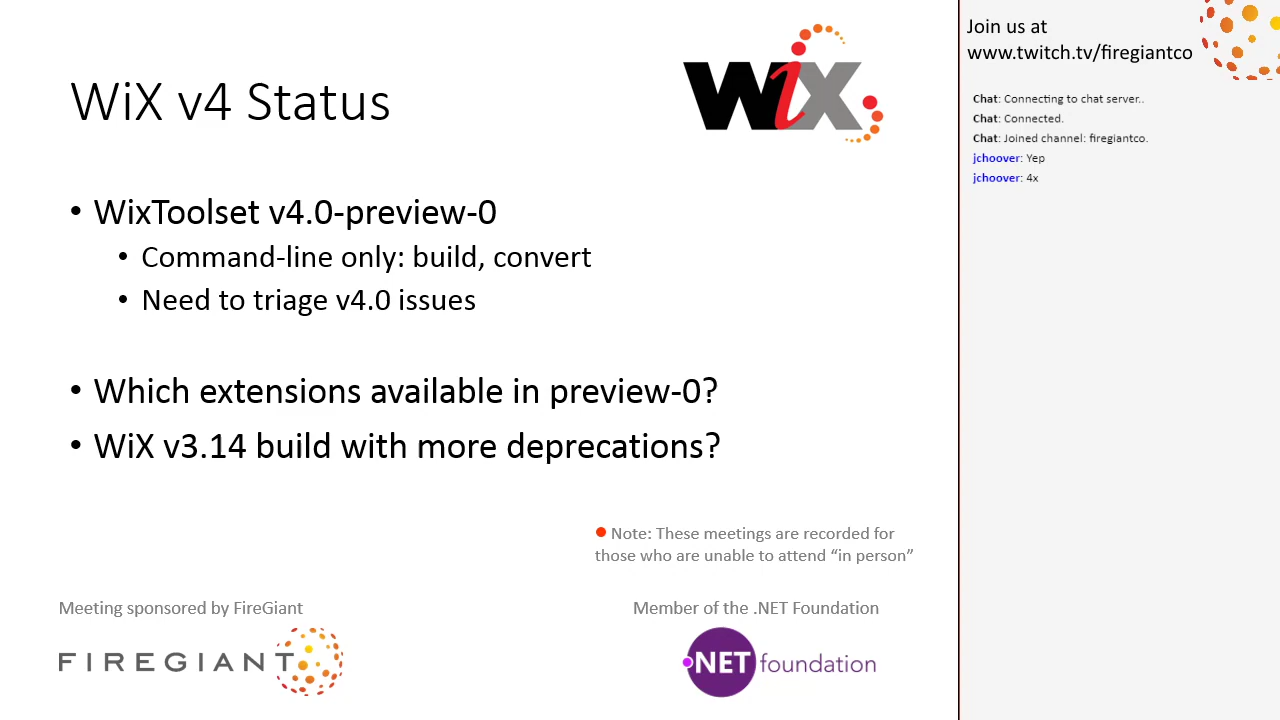 WiX v4 Status
WiX
• WixToolset v4.0-preview-0
• Command-line only: build, convert
• Need to triage v4.0 issues
• Which extensions available in preview-0?
• WiX v3.14 build with more deprecations?
Note: These meetings are recorded for
those who are unable to attend “in person”
Meeting sponsored by FireGiant
FIREGIANT
Member of the .NET Foundation
.NET foundation
Join us at
www.twitch.tv/firegiantco
Chat: Connecting to chat server..
Chat: Connected.
Chat: Joined channel: firegiantco.
jchoover: Yep
jchoover: 4x